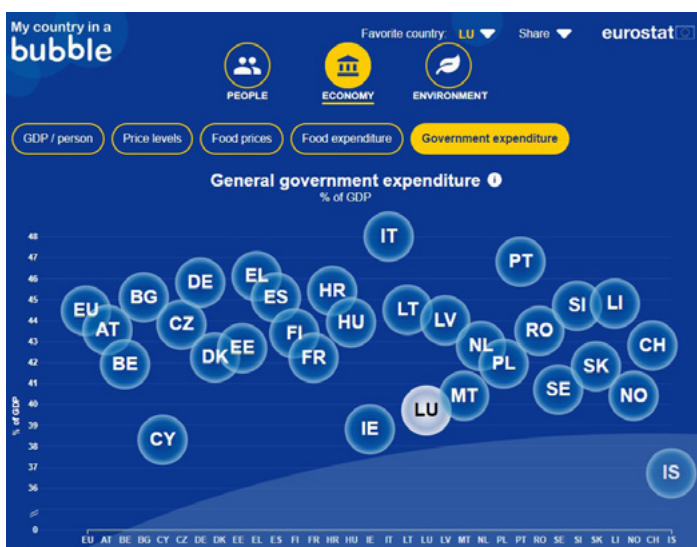 My country in a
bubble
Favorite country: LU
Share
eurostat
PEOPLE
ECONOMY
ENVIRONMENT
GDP / person
Price levels
Food prices
Food expenditure
Government expenditure
General government expenditure i
% of GDP
48
47
46
45
44
43
42
41
40
39
38
37
36
0
% of GDP
EU
AT
BE
BG
CY
CZ
DE
DK
EE
EL
ES
FI
FR
HR
HU
IE
IT
LT
LU
LV
MT
NL
PL
PT
RO
SE
SI
SK
LI
NO
CH
IS
EU AT BE BG CY CZ DE DK EE EL ES FI FR HR HU IE IT LT LU LV MT NL PL PT RO SE SI SK LI NO CH IS